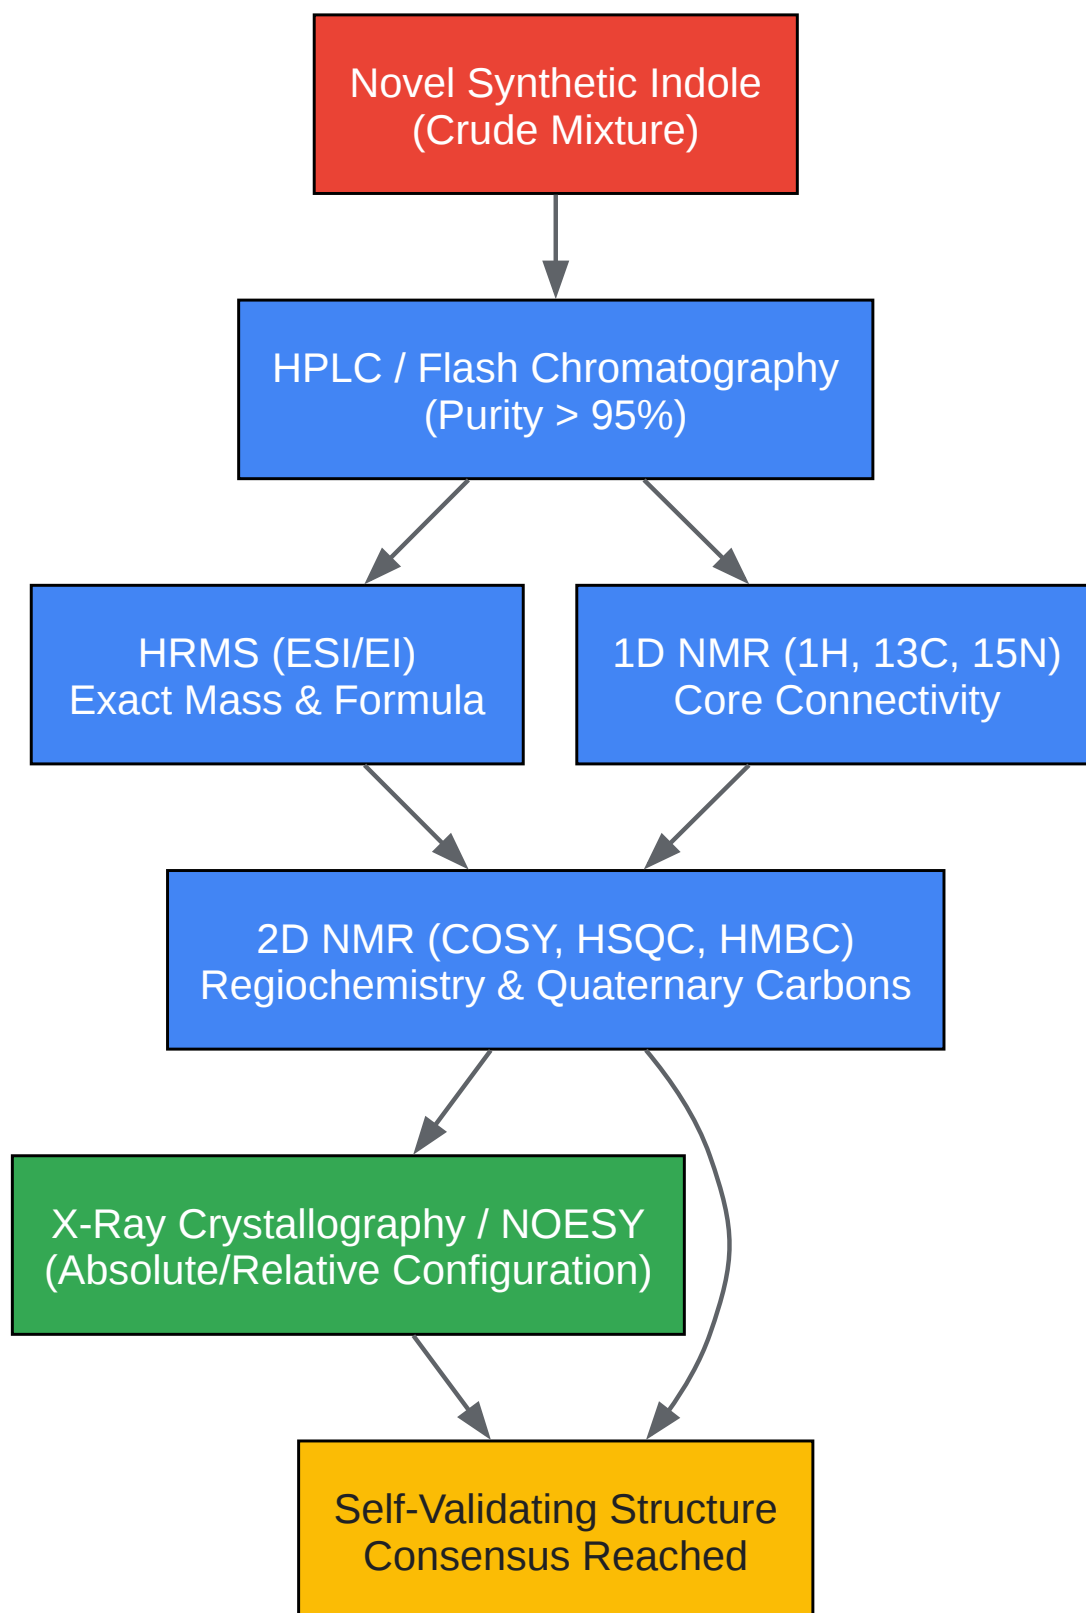 Novel Synthetic Indole
(Crude Mixture)
HPLC / Flash Chromatography
(Purity > 95%)
HRMS (ESI/EI)
Exact Mass & Formula
1D NMR (1H, 13C, 15N)
Core Connectivity
2D NMR (COSY, HSQC, HMBC)
Regiochemistry & Quaternary Carbons
X-Ray Crystallography / NOESY
(Absolute/Relative Configuration)
Self-Validating Structure
Consensus Reached